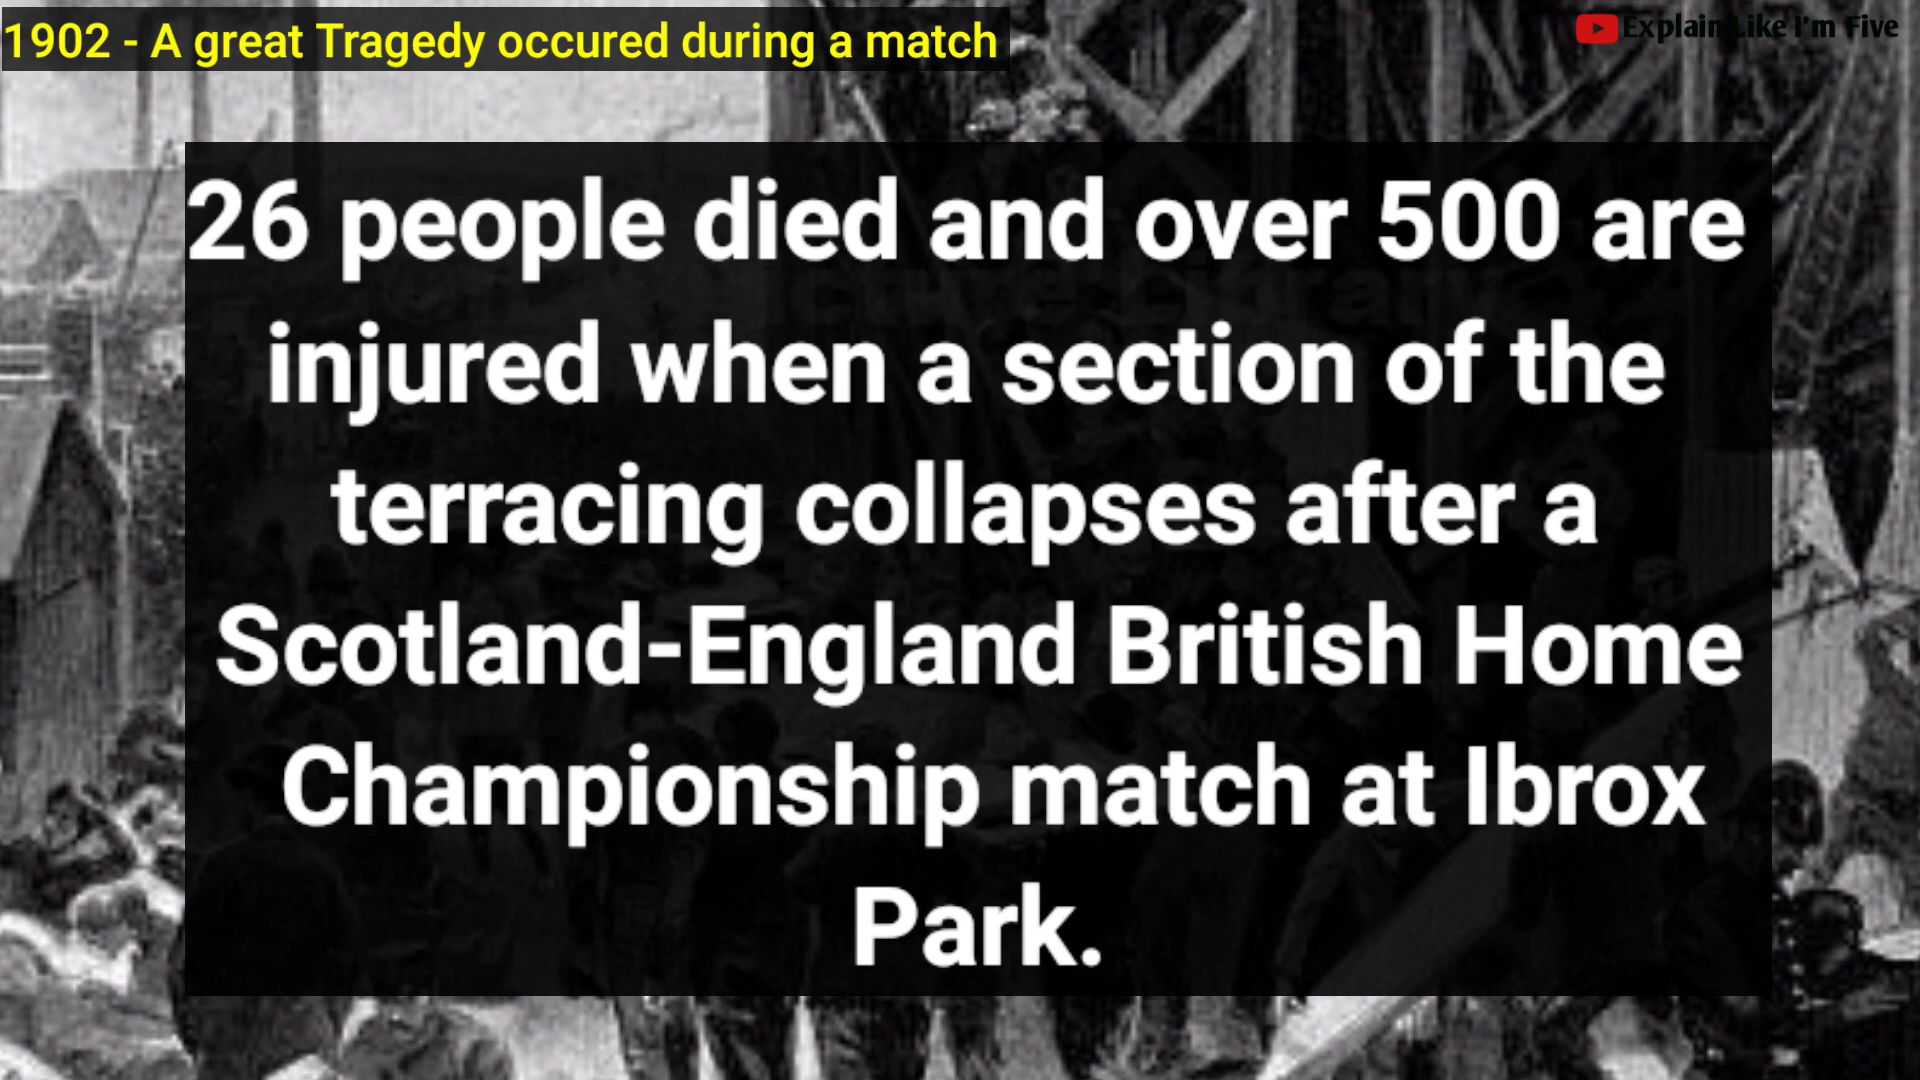 1902 - A great Tragedy occured during a match
Explain Like I'm Five
26 people died and over 500 are
injured when a section of the
terracing collapses after a
Scotland-England British Home
Championship match at Ibrox
Park.